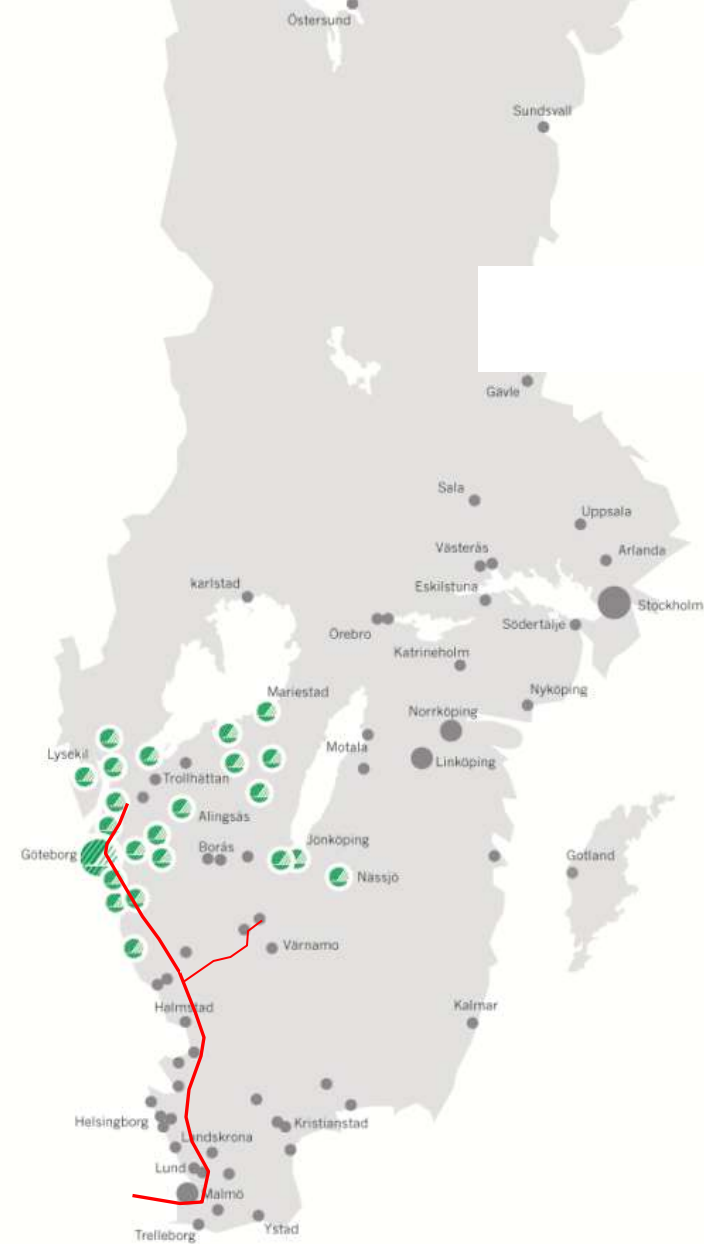 Östersund
Sundsvall
Gävle
Sala
Uppsala
Västerås
Arlanda
karlstad
Eskilstuna
Stockholm
Örebro
Södertälje
Katrineholm
Mariestad
Nyköping
Norrköping
Lysekil
Motala
Linköping
Trollhättan
Alingsås
Jönköping
Borås
Göteborg
Gotland
Nässjö
Värnamo
Halmstad
Kalmar
Helsingborg
Kristianstad
Landskrona
Lund
Malmö
Ystad
Trelleborg